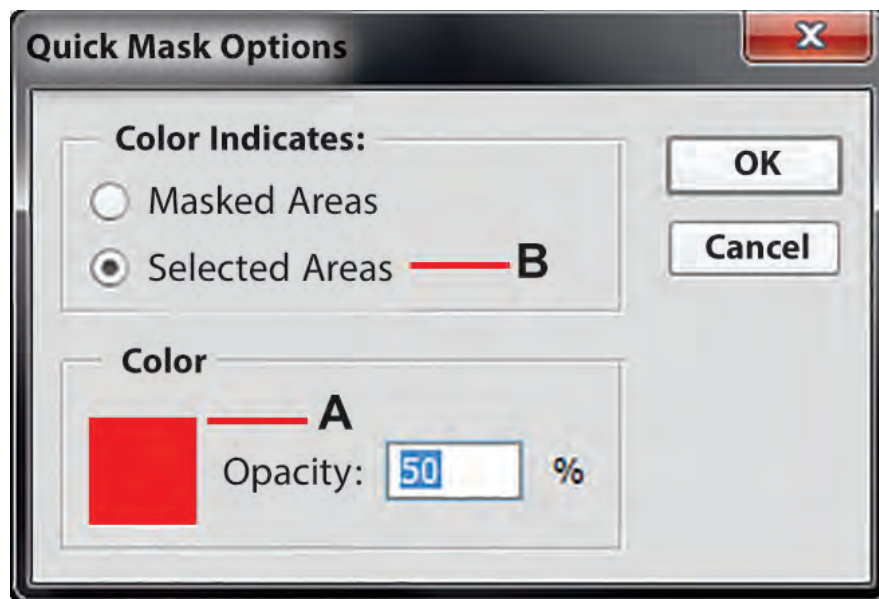 Quick Mask Options
X
Color Indicates:
Masked Areas
Selected Areas B
OK
Cancel
Color
A
Opacity: 50 %